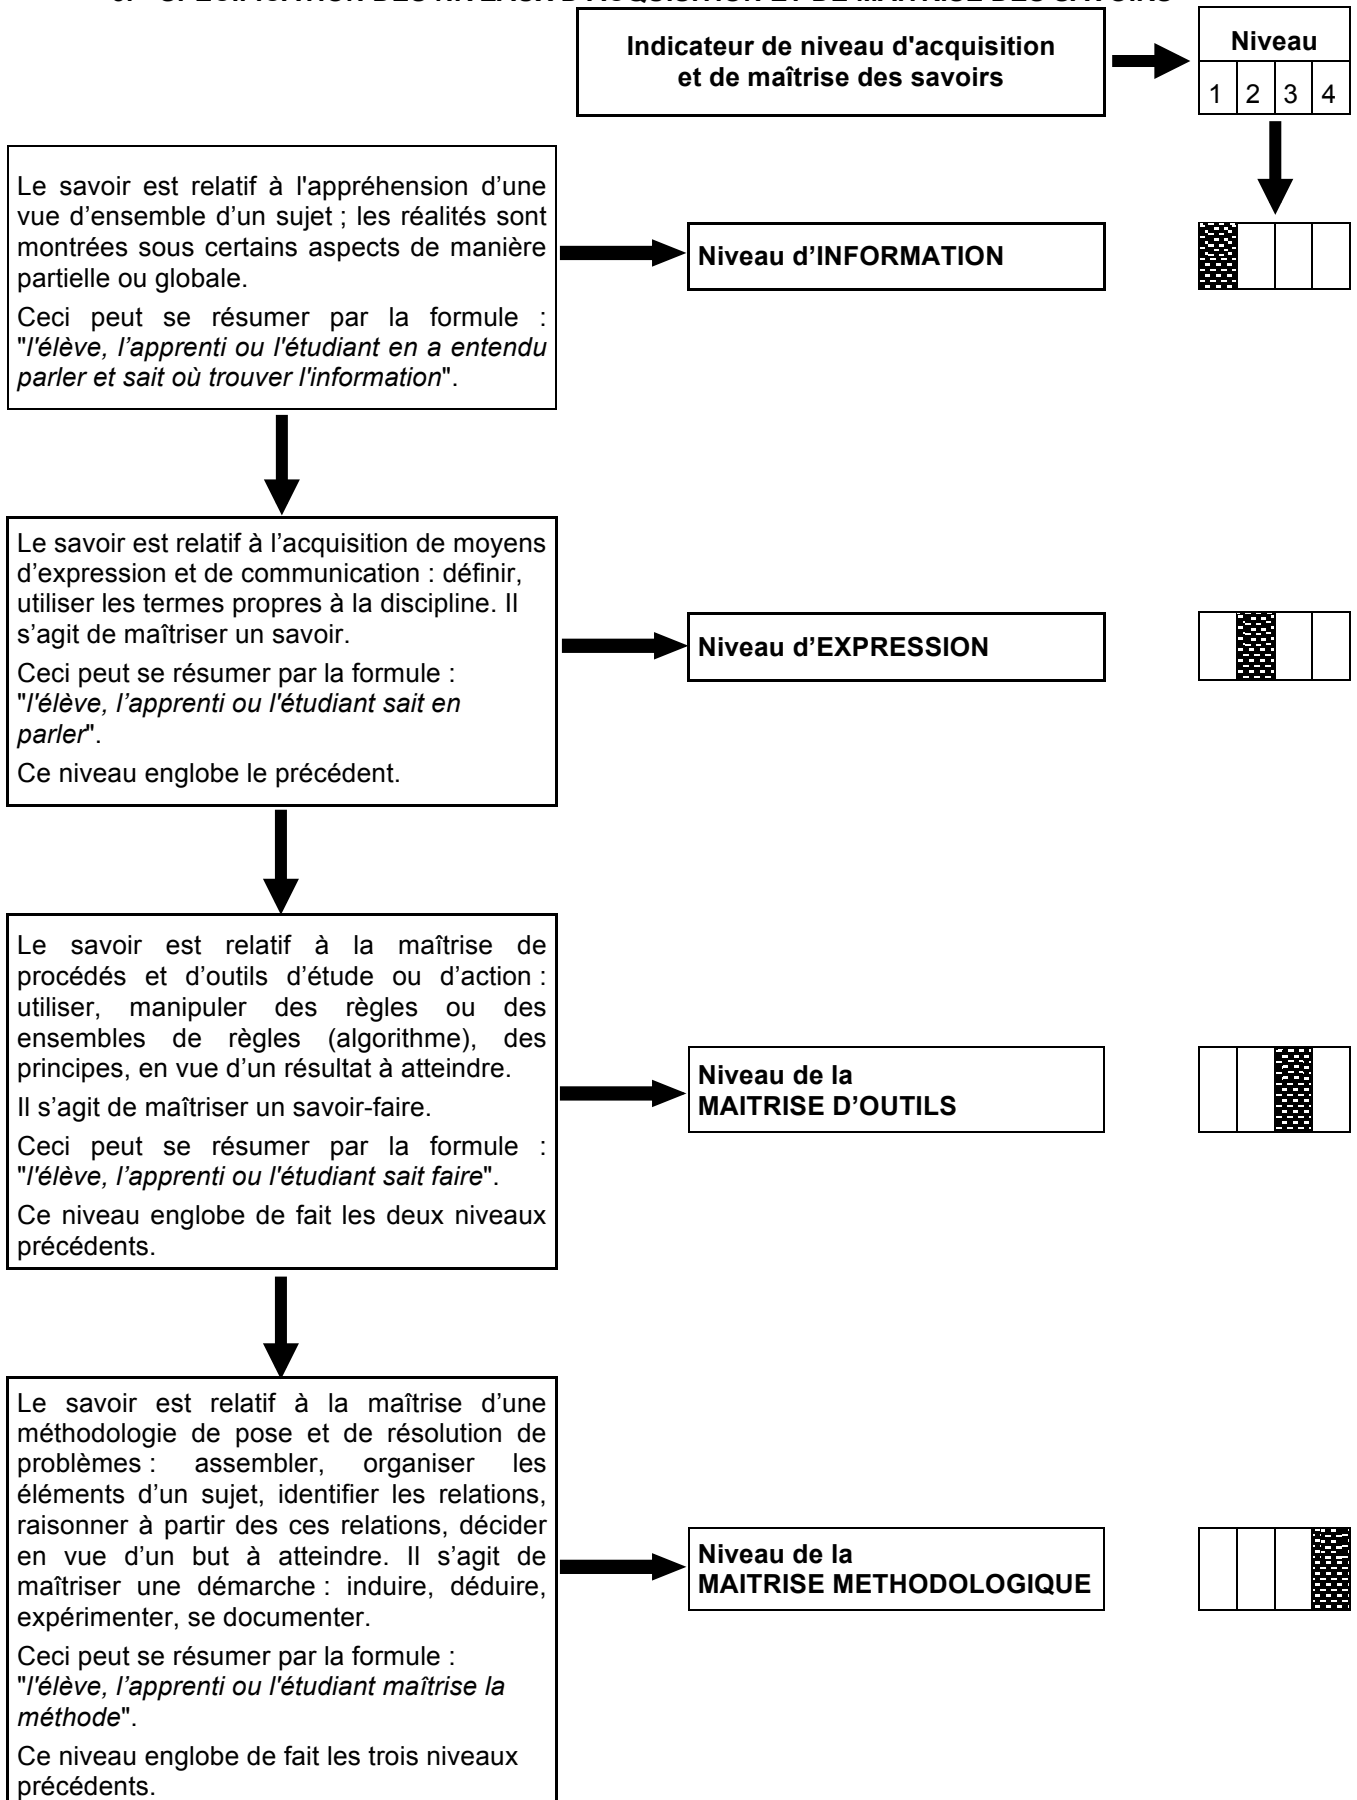 SPECIFICATION DES NIVEAUX D'ACQUISITION ET DE MAITRISE DES SAVOIRS
Indicateur de niveau d'acquisition
et de maîtrise des savoirs
Niveau
1 2 3 4
Le savoir est relatif à l'appréhension d’une
vue d’ensemble d’un sujet ; les réalités sont
montrées sous certains aspects de manière
partielle ou globale.
Ceci peut se résumer par la formule :
"l'élève, l’apprenti ou l'étudiant en a entendu
parler et sait où trouver l'information".
Niveau d’INFORMATION
Le savoir est relatif à l’acquisition de moyens
d’expression et de communication : définir,
utiliser les termes propres à la discipline. Il
s’agit de maîtriser un savoir.
Ceci peut se résumer par la formule :
"l'élève, l’apprenti ou l'étudiant sait en
parler".
Ce niveau englobe le précédent.
Niveau d’EXPRESSION
Le savoir est relatif à la maîtrise de
procédés et d’outils d’étude ou d’action :
utiliser, manipuler des règles ou des
ensembles de règles (algorithme), des
principes, en vue d’un résultat à atteindre.
Il s’agit de maîtriser un savoir-faire.
Ceci peut se résumer par la formule :
"l'élève, l’apprenti ou l'étudiant sait faire".
Ce niveau englobe de fait les deux niveaux
précédents.
Niveau de la
MAITRISE D’OUTILS
Le savoir est relatif à la maîtrise d’une
méthodologie de pose et de résolution de
problèmes : assembler, organiser les
éléments d’un sujet, identifier les relations,
raisonner à partir des ces relations, décider
en vue d’un but à atteindre. Il s’agit de
maîtriser une démarche : induire, déduire,
expérimenter, se documenter.
Ceci peut se résumer par la formule :
"l'élève, l’apprenti ou l'étudiant maîtrise la
méthode".
Ce niveau englobe de fait les trois niveaux
précédents.
Niveau de la
MAITRISE METHODOLOGIQUE